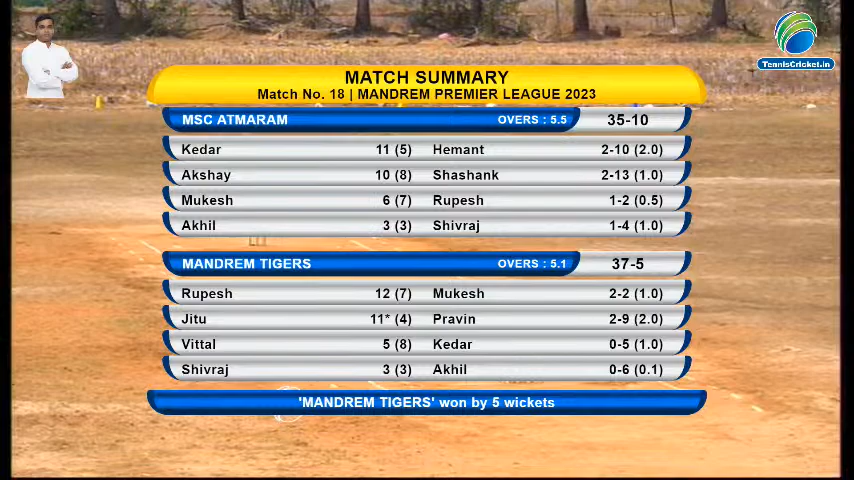 TennisCricket.in
MATCH SUMMARY
Match No. 18 | MANDREM PREMIER LEAGUE 2023
MSC ATMARAM OVERS : 5.5 35-10
Kedar 11 (5) Hemant 2-10 (2.0)
Akshay 10 (8) Shashank 2-13 (1.0)
Mukesh 6 (7) Rupesh 1-2 (0.5)
Akhil 3 (3) Shivraj 1-4 (1.0)
MANDREM TIGERS OVERS : 5.1 37-5
Rupesh 12 (7) Mukesh 2-2 (1.0)
Jitu 11* (4) Pravin 2-9 (2.0)
Vittal 5 (8) Kedar 0-5 (1.0)
Shivraj 3 (3) Akhil 0-6 (0.1)
'MANDREM TIGERS' won by 5 wickets